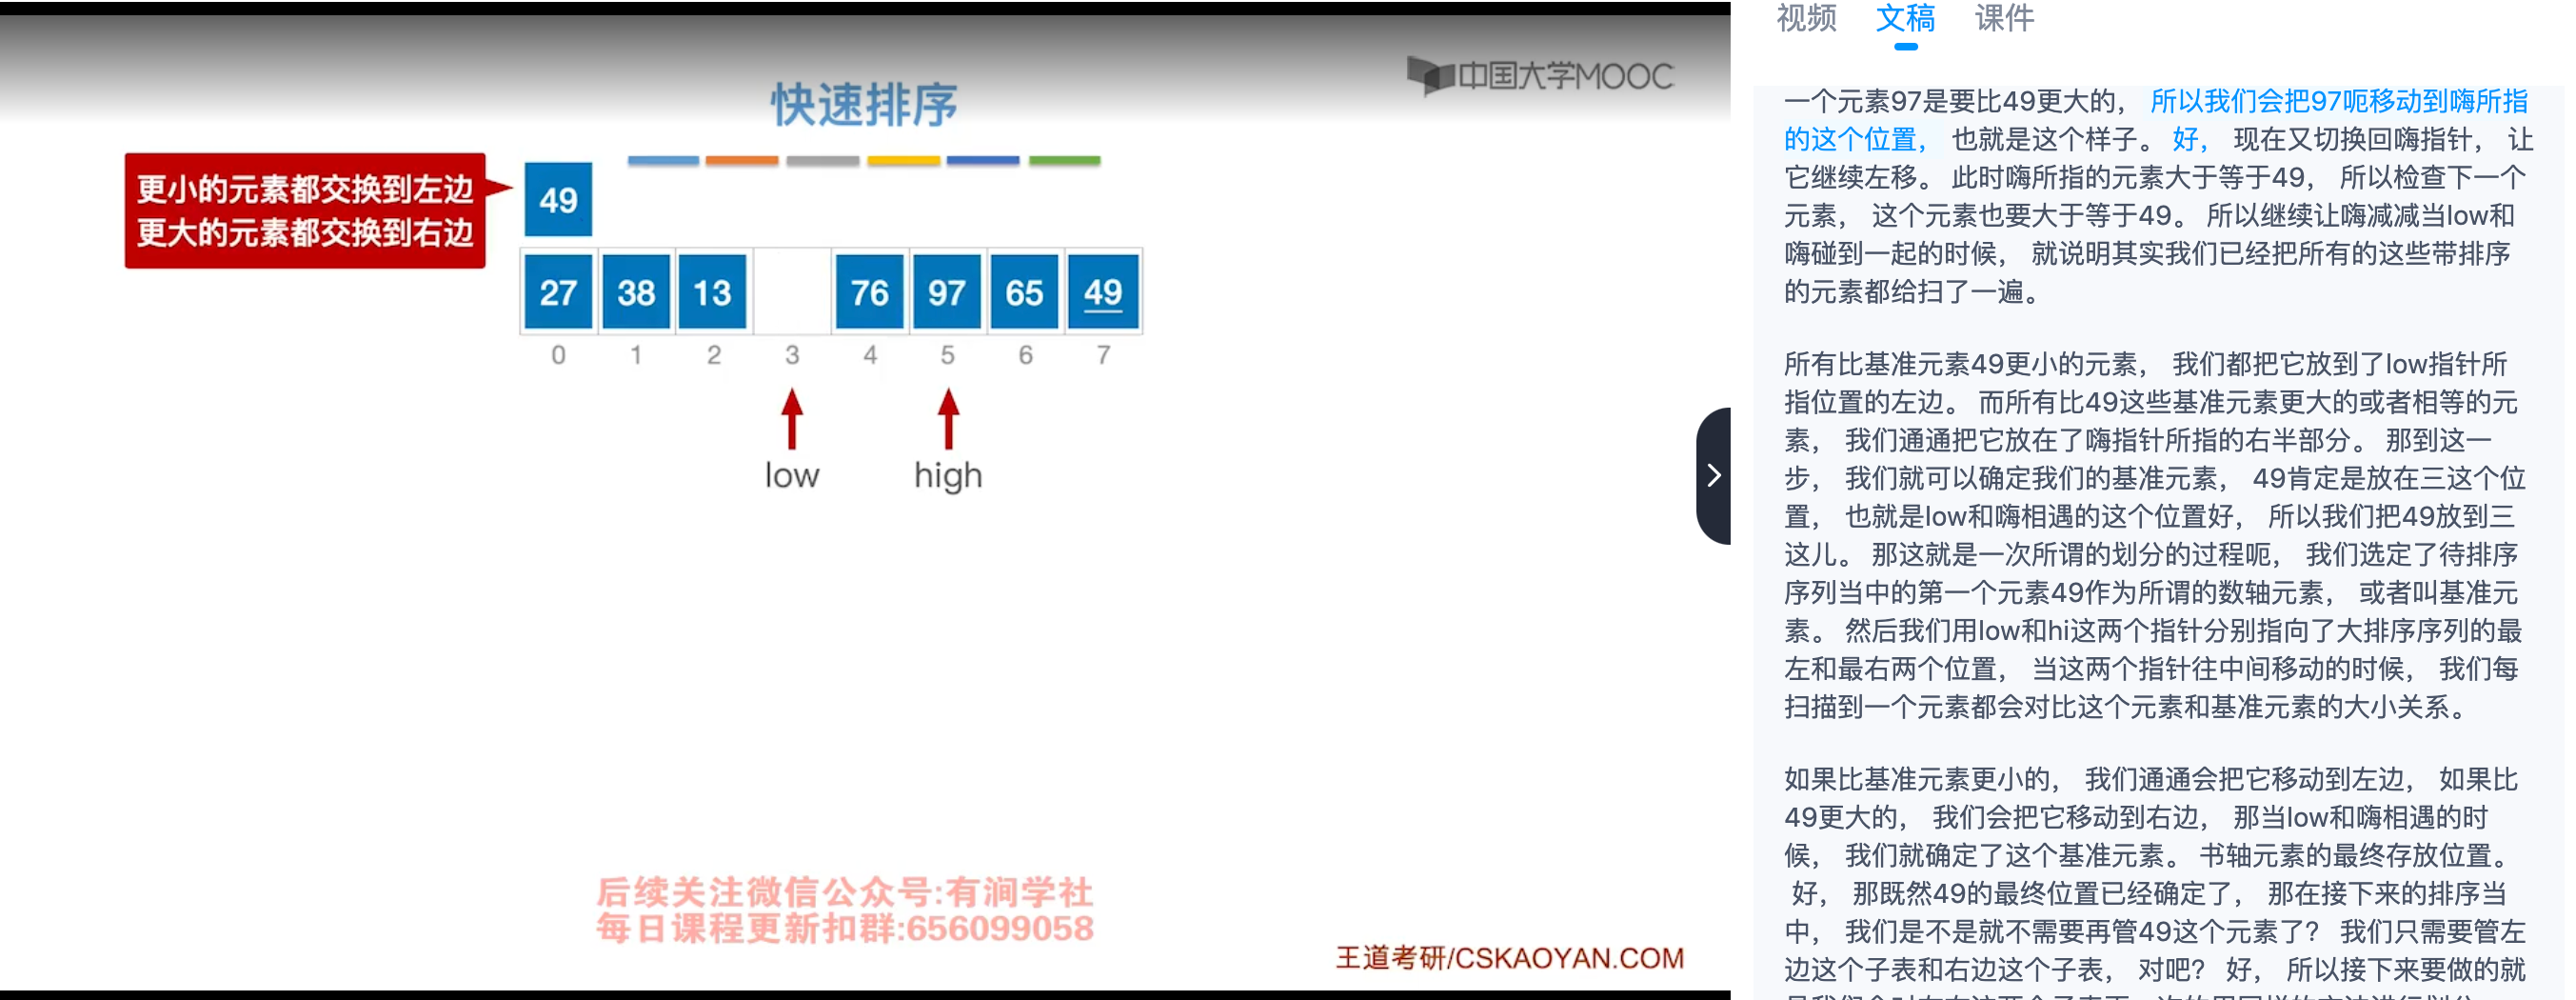 中国大学MOOC
快速排序
更小的元素都交换到左边
更大的元素都交换到右边
49
27 38 13 76 97 65 49
0 1 2 3 4 5 6 7
low high
后续关注微信公众号:有涧学社
每日课程更新扣群:656099058
王道考研/CSKAOYAN.COM
视频 文稿 课件
一个元素97是要比49更大的， 所以我们会把97呃移动到嗨所指
的这个位置， 也就是这个样子。 好， 现在又切换回嗨指针， 让
它继续左移。 此时嗨所指的元素大于等于49， 所以检查下一个
元素， 这个元素也要大于等于49。 所以继续让嗨减减当low和
嗨碰到一起的时候， 就说明其实我们已经把所有的这些带排序
的元素都给扫了一遍。
所有比基准元素49更小的元素， 我们都把它放到了low指针所
指位置的左边。 而所有比49这些基准元素更大的或者相等的元
素， 我们通通把它放在了嗨指针所指的右半部分。 那到这一
步， 我们就可以确定我们的基准元素， 49肯定是放在三这个位
置， 也就是low和嗨相遇的这个位置好， 所以我们把49放到三
这儿。 那这就是一次所谓的划分的过程呃， 我们选定了待排序
序列当中的第一个元素49作为所谓的数轴元素， 或者叫基准元
素。 然后我们用low和hi这两个指针分别指向了大排序序列的最
左和最右两个位置， 当这两个指针往中间移动的时候， 我们每
扫描到一个元素都会对比这个元素和基准元素的大小关系。
如果比基准元素更小的， 我们通通会把它移动到左边， 如果比
49更大的， 我们会把它移动到右边， 那当low和嗨相遇的时
候， 我们就确定了这个基准元素。 书轴元素的最终存放位置。
好， 那既然49的最终位置已经确定了， 那在接下来的排序当
中， 我们是不是就不需要再管49这个元素了? 我们只需要管左
边这个子表和右边这个子表， 对吧? 好， 所以接下来要做的就